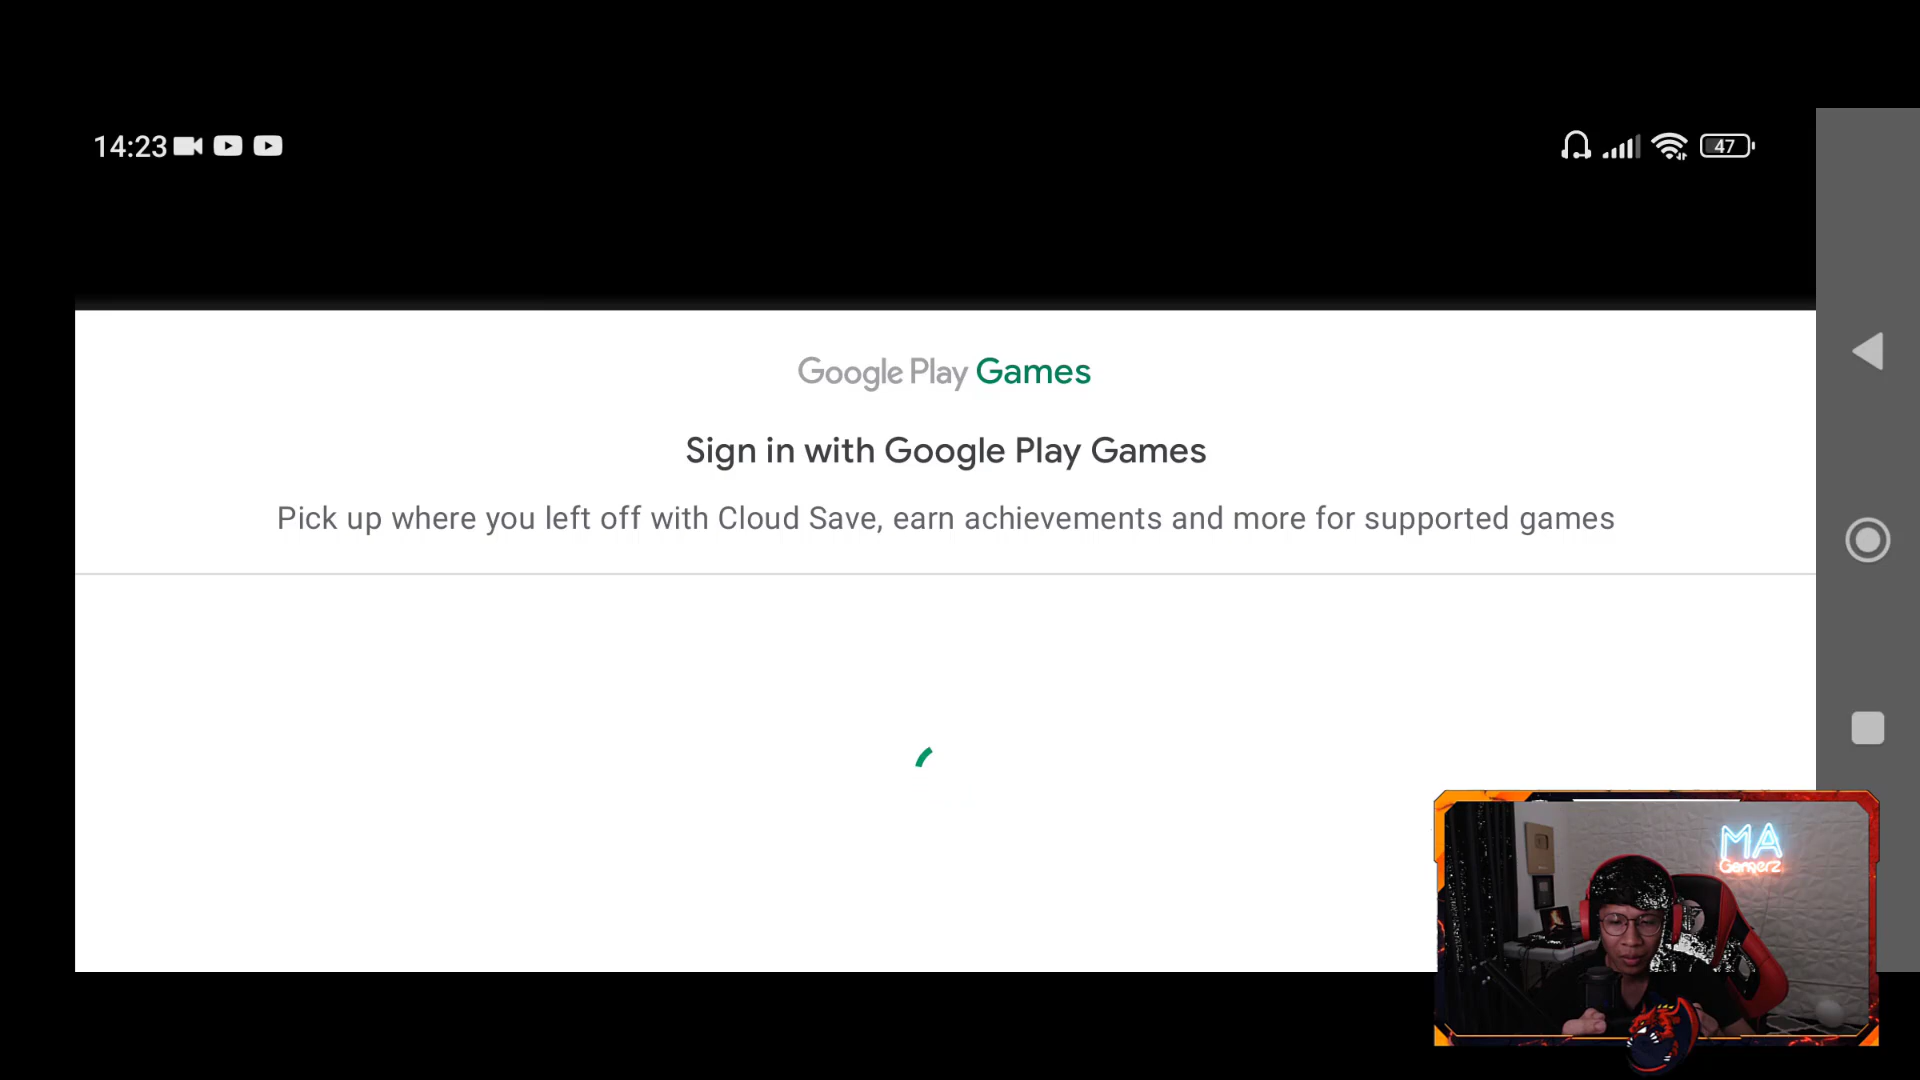 14:23
47
Google Play Games
Sign in with Google Play Games
Pick up where you left off with Cloud Save, earn achievements and more for supported games
MA
Gamerz